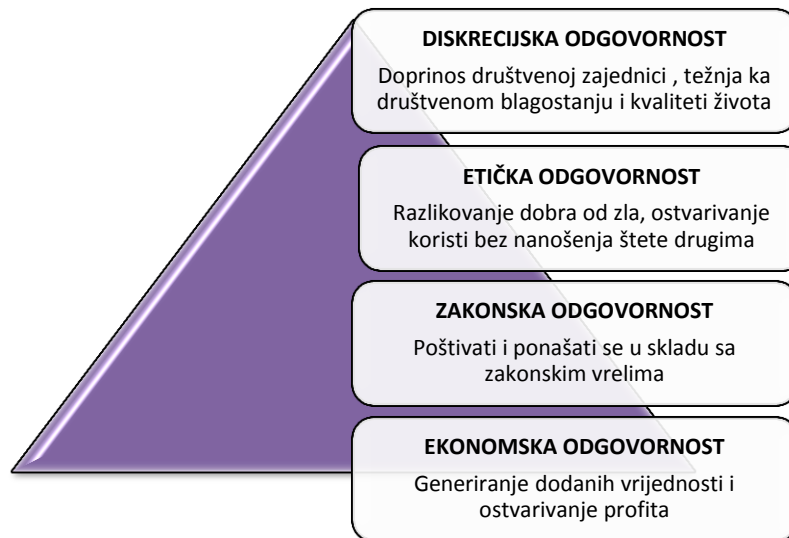 DISKRECIJSKA ODGOVORNOST
Doprinos društvenoj zajednici , težnja ka
društvenom blagostanju i kvaliteti života
ETIČKA ODGOVORNOST
Razlikovanje dobra od zla, ostvarivanje
koristi bez nanošenja štete drugima
ZAKONSKA ODGOVORNOST
Poštivati i ponašati se u skladu sa
zakonskim vrelima
EKONOMSKA ODGOVORNOST
Generiranje dodanih vrijednosti i
ostvarivanje profita